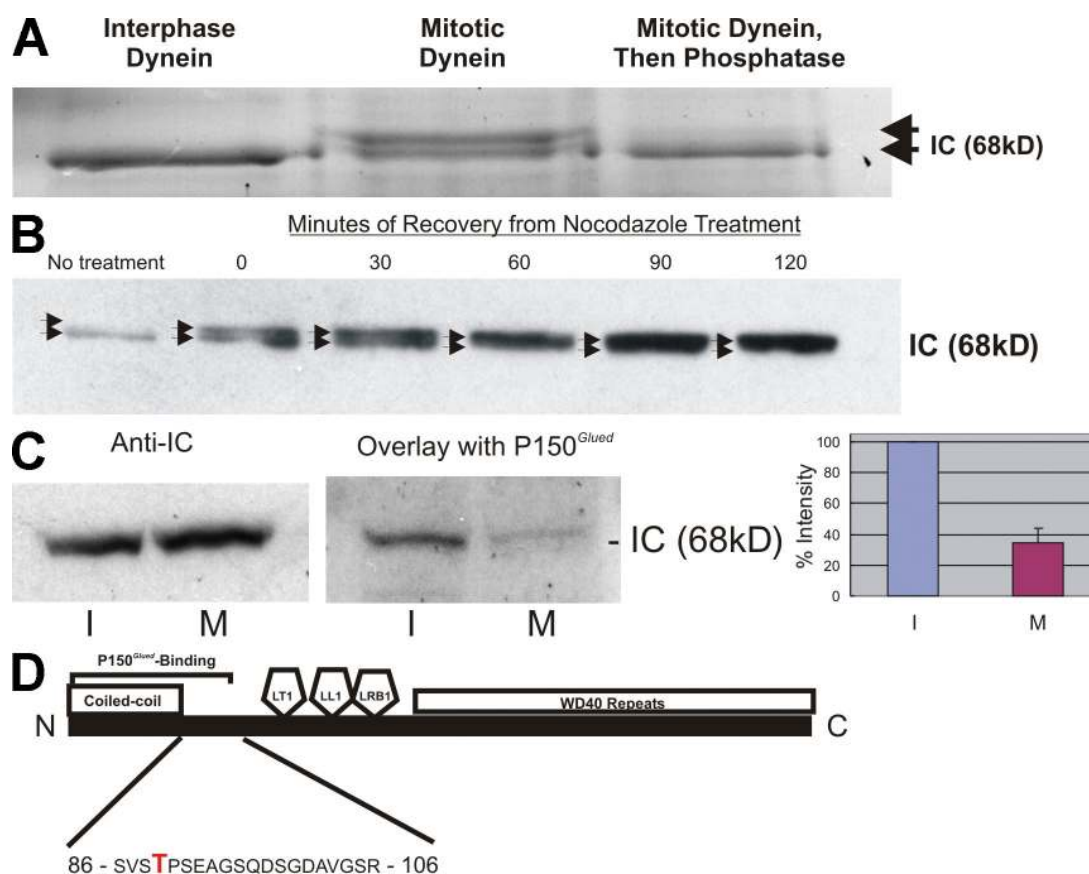 A
Interphase Dynein
Mitotic Dynein
Mitotic Dynein, Then Phosphatase
IC (68kD)
B
Minutes of Recovery from Nocodazole Treatment
No treatment 0 30 60 90 120
IC (68kD)
C
Anti-IC
I M
Overlay with P150Glued
I M
- IC (68kD)
% Intensity
100
80
60
40
20
0
I M
D
P150Glued-Binding
Coiled-coil
LT1 LL1 LRB1
WD40 Repeats
N C
86 - SVSTPSEAGSQDSGDAVGSR - 106